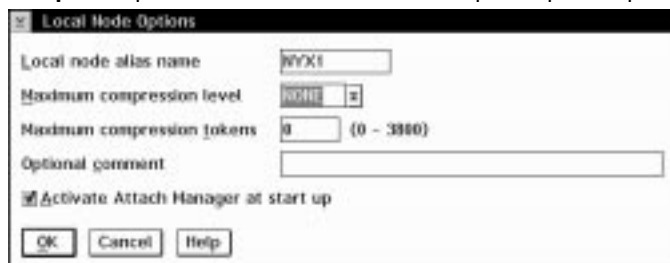 Local Node Options
Local node alias name NYX1
Maximum compression level NONE
Maximum compression tokens 0 (0 - 3800)
Optional comment
Activate Attach Manager at start up
OK Cancel Help